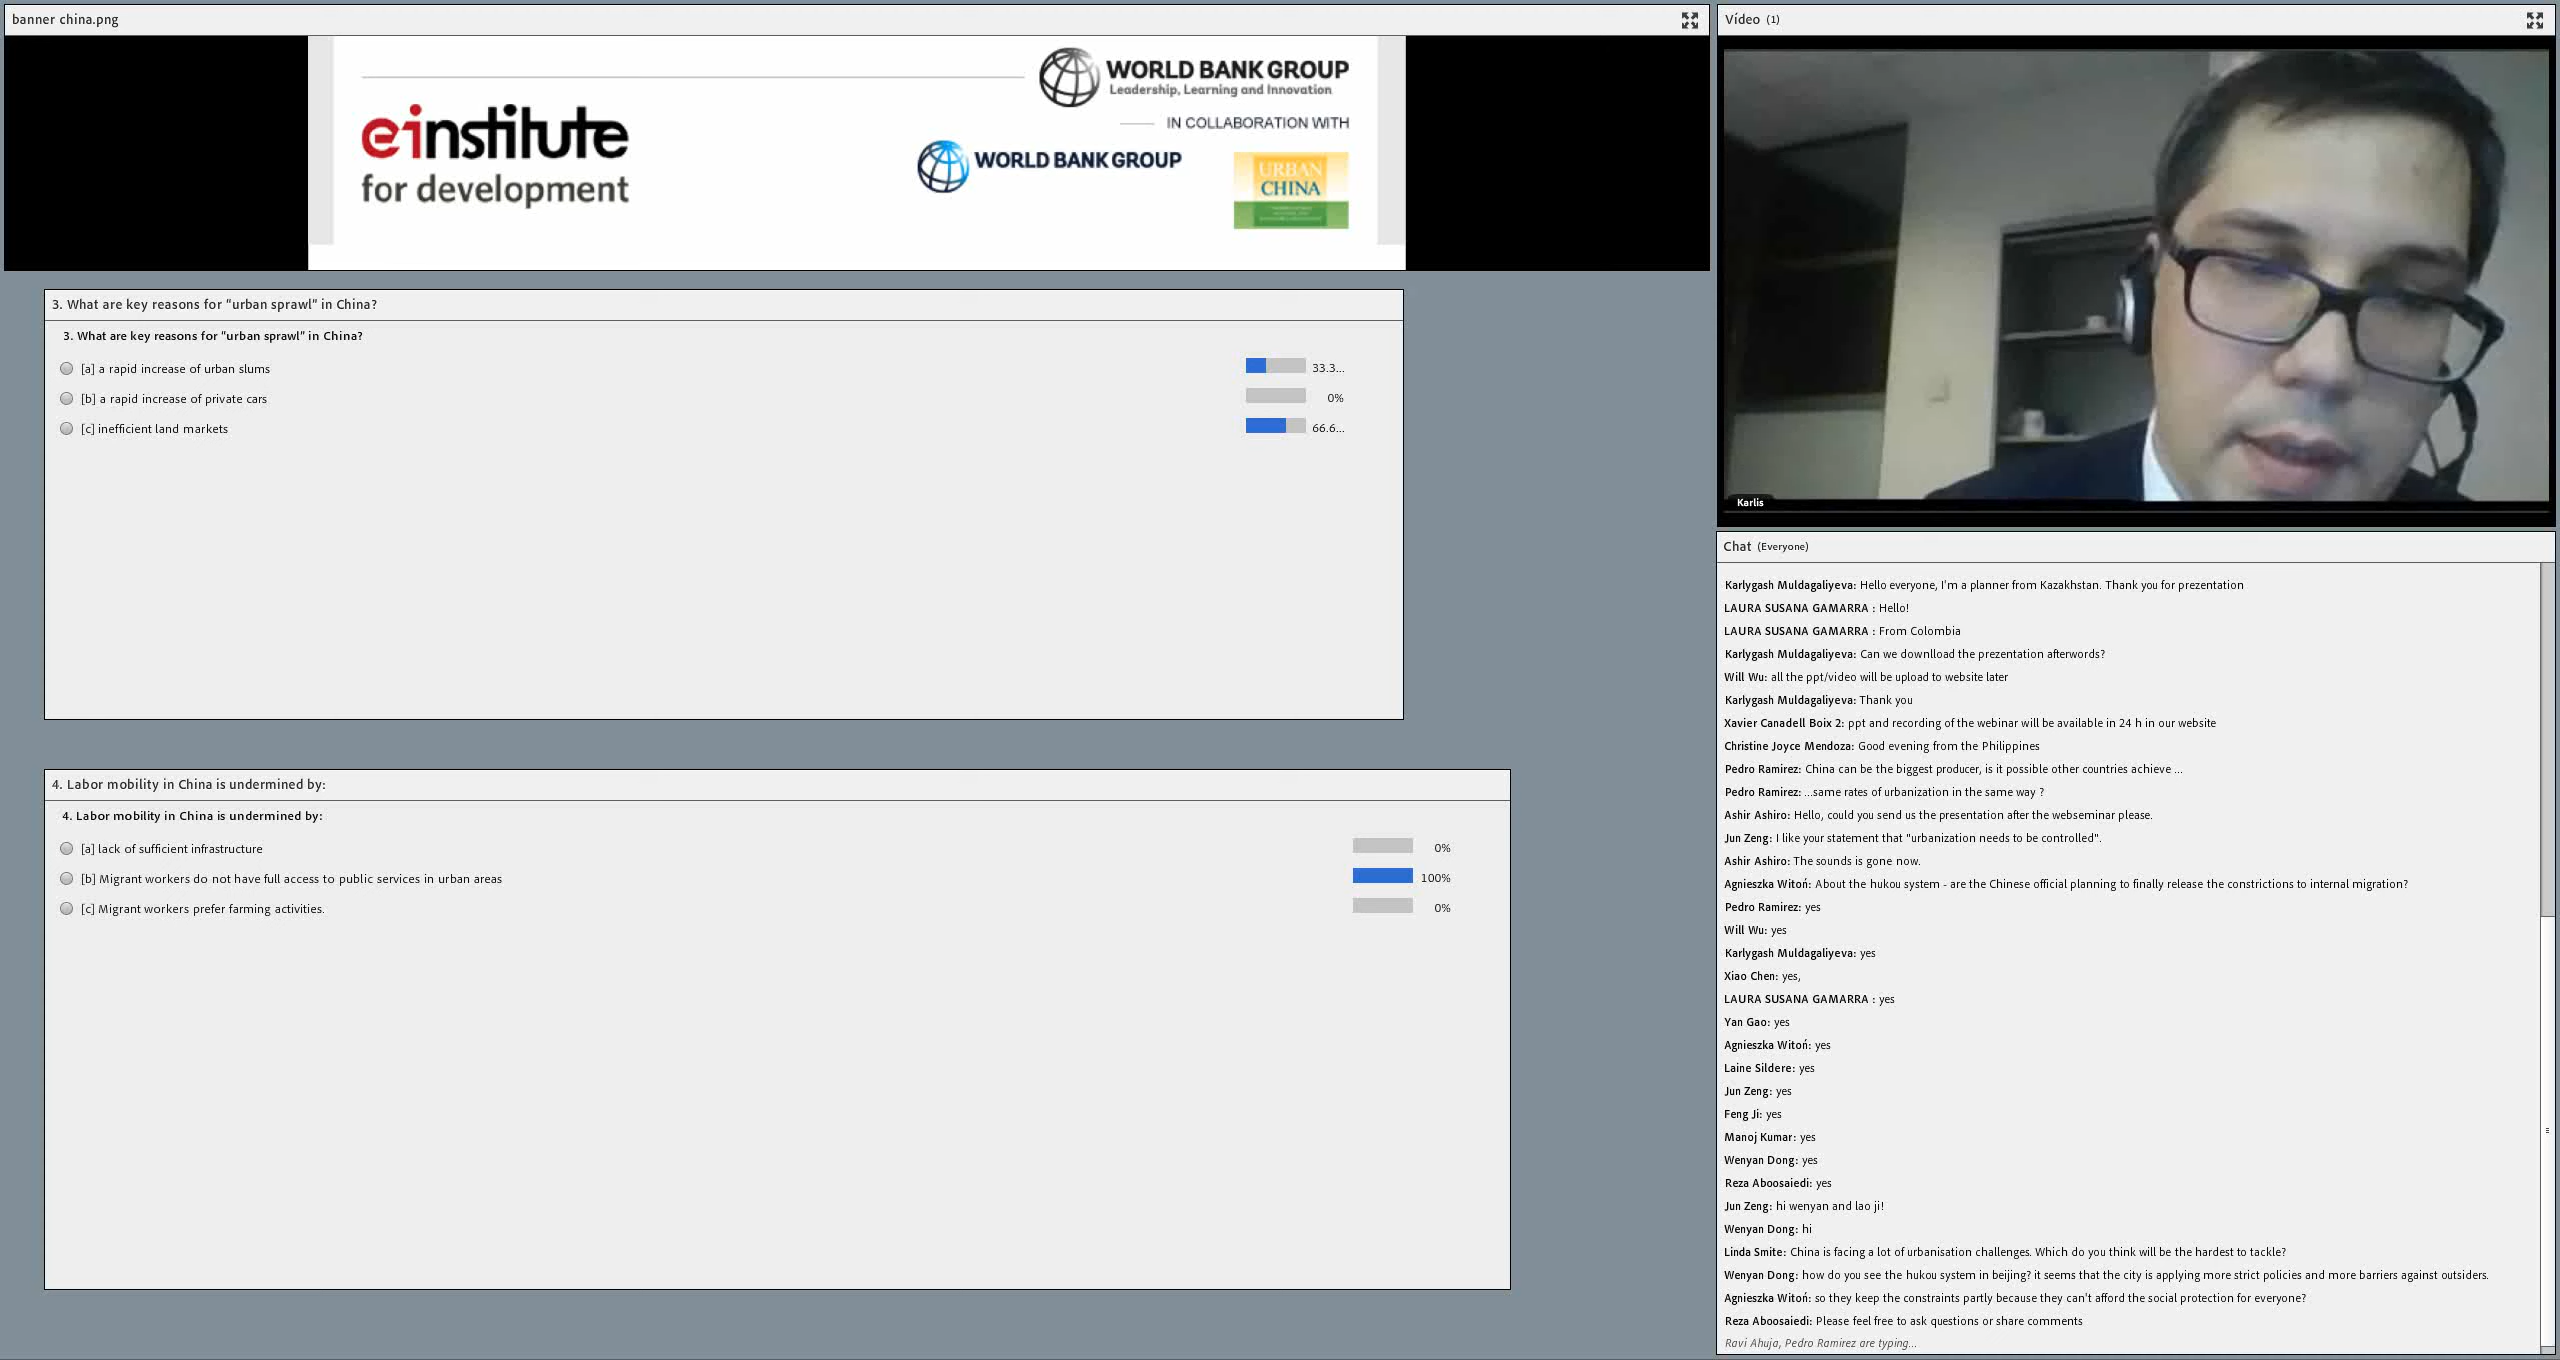 banner china.png
WORLD BANK GROUP
Leadership, Learning and Innovation
IN COLLABORATION WITH
einstitute
for development
WORLD BANK GROUP
URBAN
CHINA
3. What are key reasons for “urban sprawl” in China?
3. What are key reasons for “urban sprawl” in China?
[a] a rapid increase of urban slums 33.3...
[b] a rapid increase of private cars 0%
[c] inefficient land markets 66.6...
4. Labor mobility in China is undermined by:
4. Labor mobility in China is undermined by:
[a] lack of sufficient infrastructure 0%
[b] Migrant workers do not have full access to public services in urban areas 100%
[c] Migrant workers prefer farming activities. 0%
Vídeo (1)
Karlis
Chat (Everyone)
Karlygash Muldagaliyeva: Hello everyone, I'm a planner from Kazakhstan. Thank you for prezentation
LAURA SUSANA GAMARRA : Hello!
LAURA SUSANA GAMARRA : From Colombia
Karlygash Muldagaliyeva: Can we downlload the prezentation afterwords?
Will Wu: all the ppt/video will be upload to website later
Karlygash Muldagaliyeva: Thank you
Xavier Canadell Boix 2: ppt and recording of the webinar will be available in 24 h in our website
Christine Joyce Mendoza: Good evening from the Philippines
Pedro Ramirez: China can be the biggest producer, is it possible other countries achieve ...
Pedro Ramirez: ...same rates of urbanization in the same way ?
Ashir Ashiro: Hello, could you send us the presentation after the webseminar please.
Jun Zeng: I like your statement that "urbanization needs to be controlled".
Ashir Ashiro: The sounds is gone now.
Agnieszka Witoń: About the hukou system - are the Chinese official planning to finally release the constrictions to internal migration?
Pedro Ramirez: yes
Will Wu: yes
Karlygash Muldagaliyeva: yes
Xiao Chen: yes,
LAURA SUSANA GAMARRA : yes
Yan Gao: yes
Agnieszka Witoń: yes
Laine Sildere: yes
Jun Zeng: yes
Feng Ji: yes
Manoj Kumar: yes
Wenyan Dong: yes
Reza Aboosaiedi: yes
Jun Zeng: hi wenyan and lao ji!
Wenyan Dong: hi
Linda Smite: China is facing a lot of urbanisation challenges. Which do you think will be the hardest to tackle?
Wenyan Dong: how do you see the hukou system in beijing? it seems that the city is applying more strict policies and more barriers against outsiders.
Agnieszka Witoń: so they keep the constraints partly because they can't afford the social protection for everyone?
Reza Aboosaiedi: Please feel free to ask questions or share comments
Ravi Ahuja, Pedro Ramirez are typing...